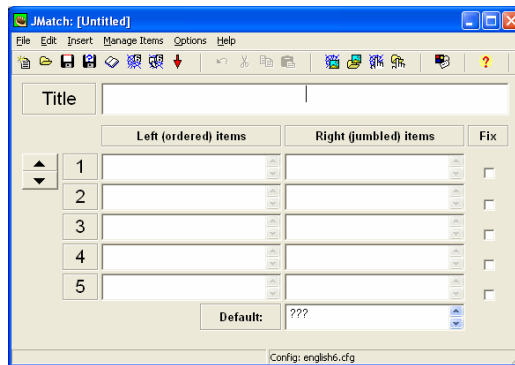 JMatch: [Untitled]
File Edit Insert Manage Items Options Help
Title
Left (ordered) items Right (jumbled) items Fix
1
2
3
4
5
Default: ???
Config: english6.cfg